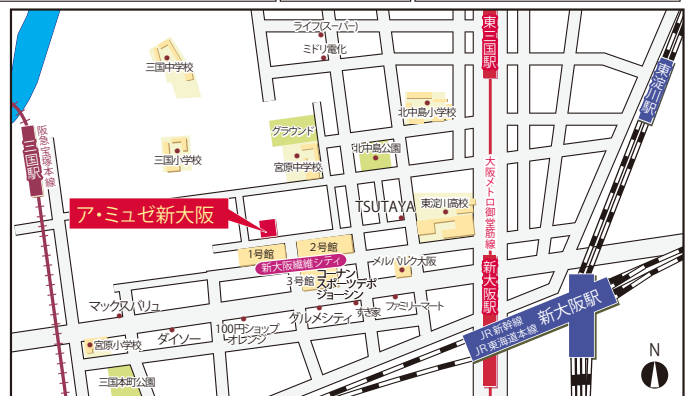 ライフ(スーパー)
ミドリ電化
東三国駅
三国中学校
東淀川駅
北中島小学校
グラウンド
阪急宝塚本線
三国駅
三国小学校
宮原中学校
北中島公園
大阪メトロ御堂筋線
ア・ミュゼ新大阪
TSUTAYA
東淀川高校
1号館
2号館
新大阪繊維シティ
メルパルク大阪
3号館
コーナン
スポーツデポ
ジョーシン
新大阪駅
マックスバリュ
グルメシティ
すき家
ファミリーマート
JR新幹線
JR東海道本線
新大阪駅
100円ショップ
オレンジ
ダイソー
宮原小学校
三国本町公園
N